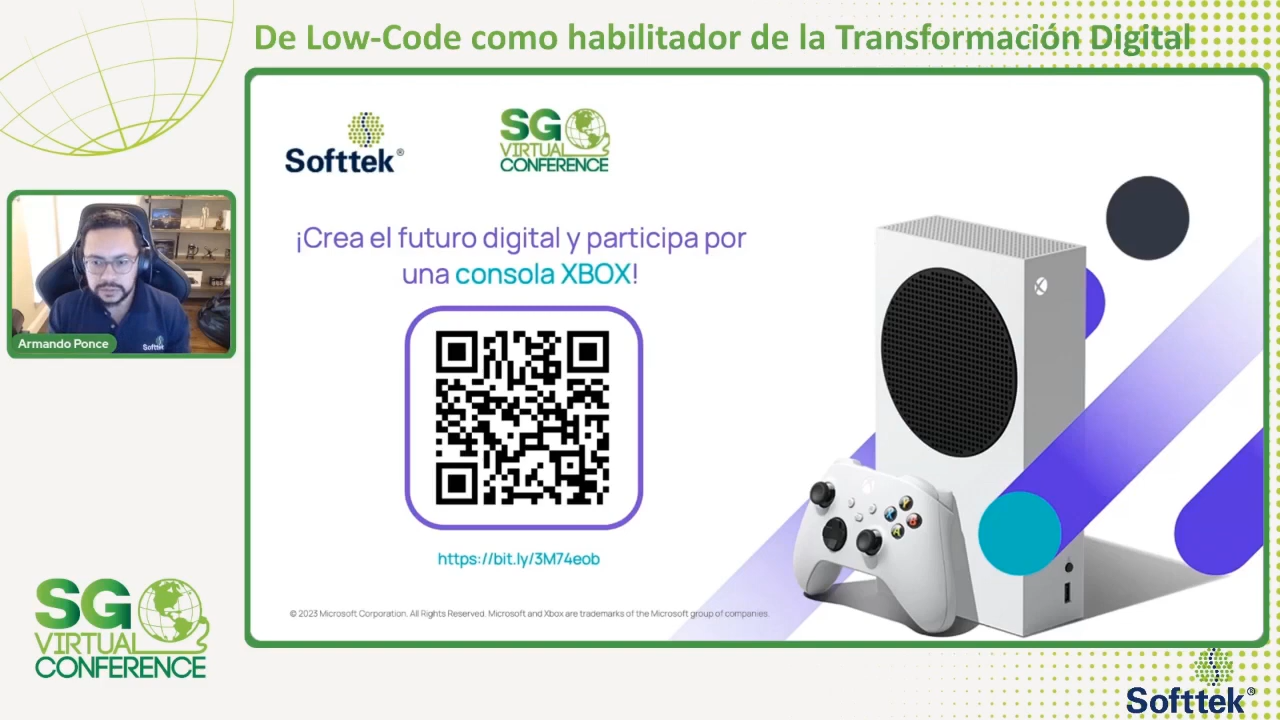 De Low-Code como habilitador de la Transformación Digital
Softtek®
SG
VIRTUAL
CONFERENCE
¡Crea el futuro digital y participa por
una consola XBOX!
https://bit.ly/3M74eob
© 2023 Microsoft Corporation. All Rights Reserved. Microsoft and Xbox are trademarks of the Microsoft group of companies.
Y
X
B
A
Armando Ponce
Softtek
SG
VIRTUAL
CONFERENCE
Softtek®